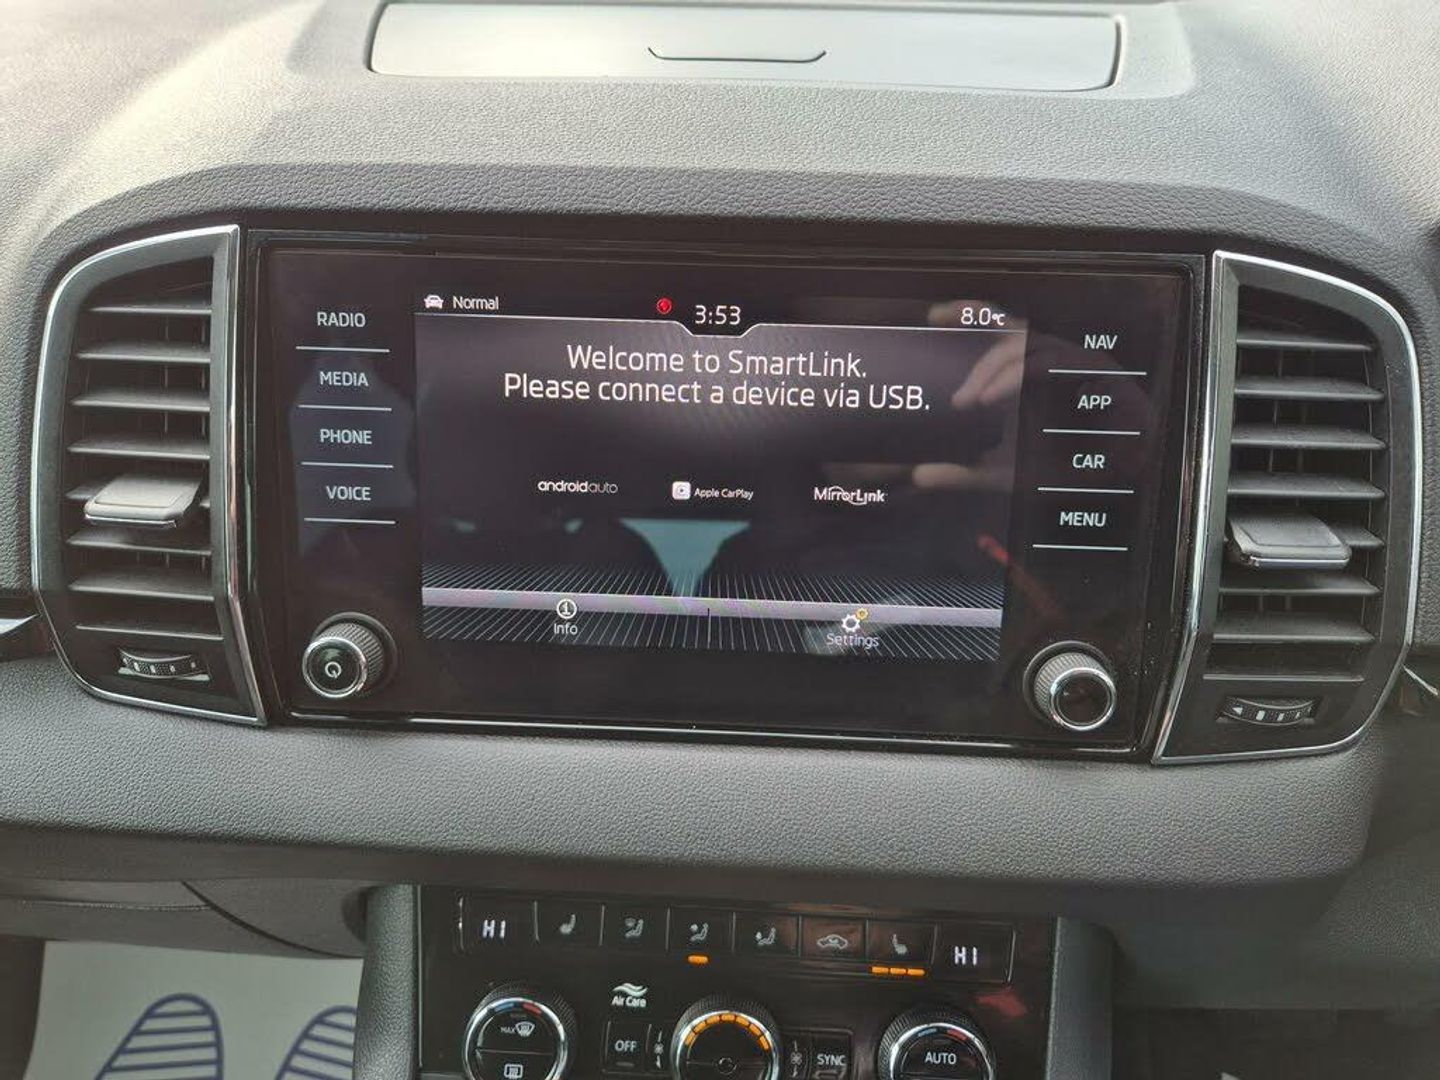 Normal
3:53
8.0°C
RADIO
MEDIA
PHONE
VOICE
Welcome to SmartLink.
Please connect a device via USB.
androidauto
Apple CarPlay
MirrorLink
Info
Settings
NAV
APP
CAR
MENU
HI
HI
Air Care
MAX
OFF
SYNC
AUTO